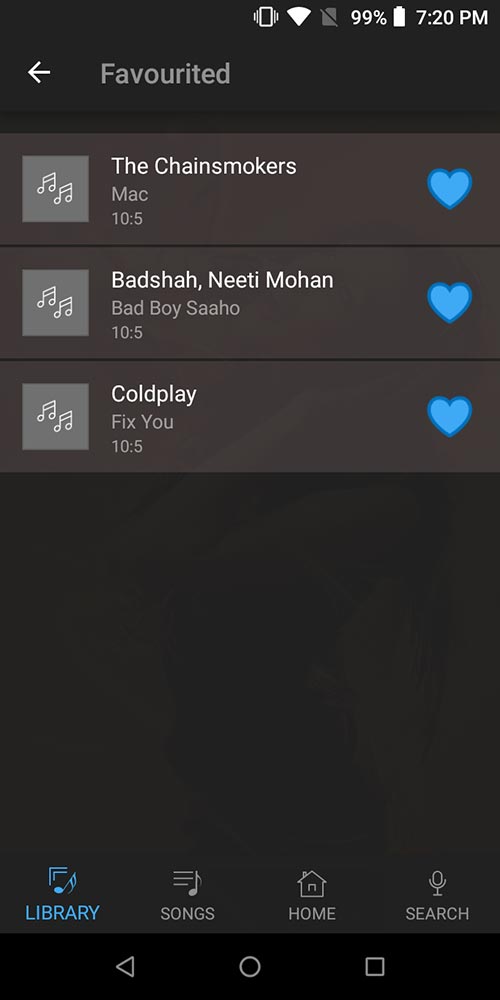 99% 7:20 PM
Favourited
The Chainsmokers
Mac
10:5
Badshah, Neeti Mohan
Bad Boy Saaho
10:5
Coldplay
Fix You
10:5
LIBRARY SONGS HOME SEARCH